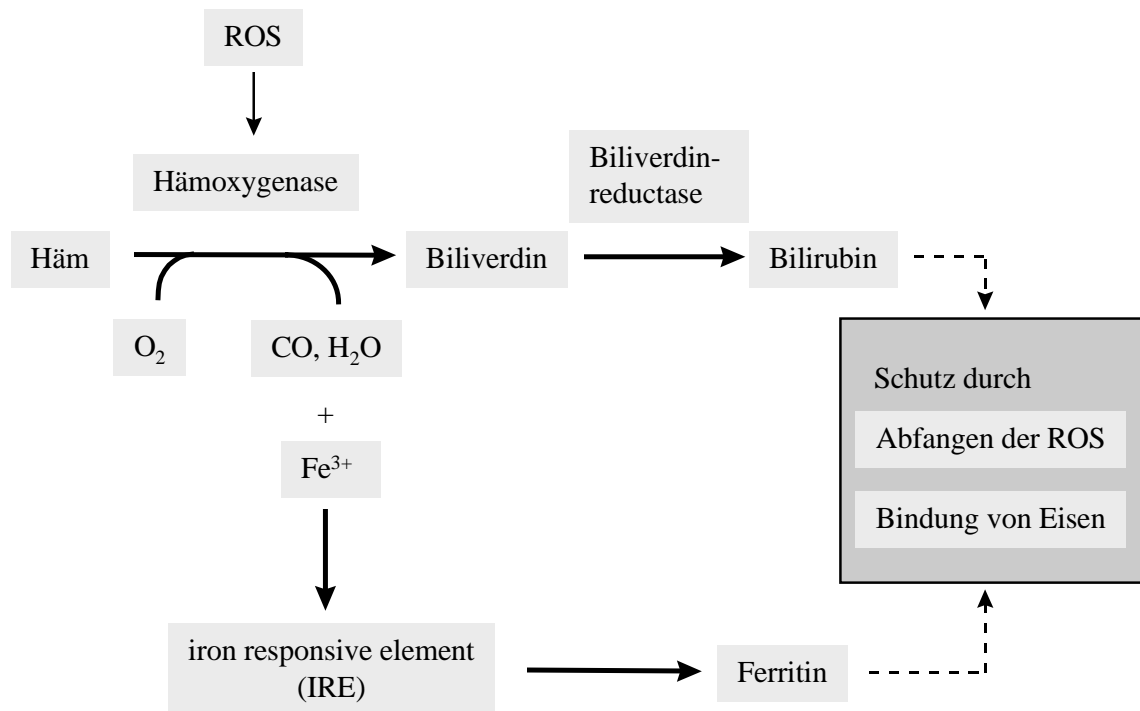 ROS
Hämoxygenase
Biliverdin-
reductase
Häm
Biliverdin
Bilirubin
O₂
CO, H₂O
+
Fe³⁺
Schutz durch
Abfangen der ROS
Bindung von Eisen
iron responsive element
(IRE)
Ferritin